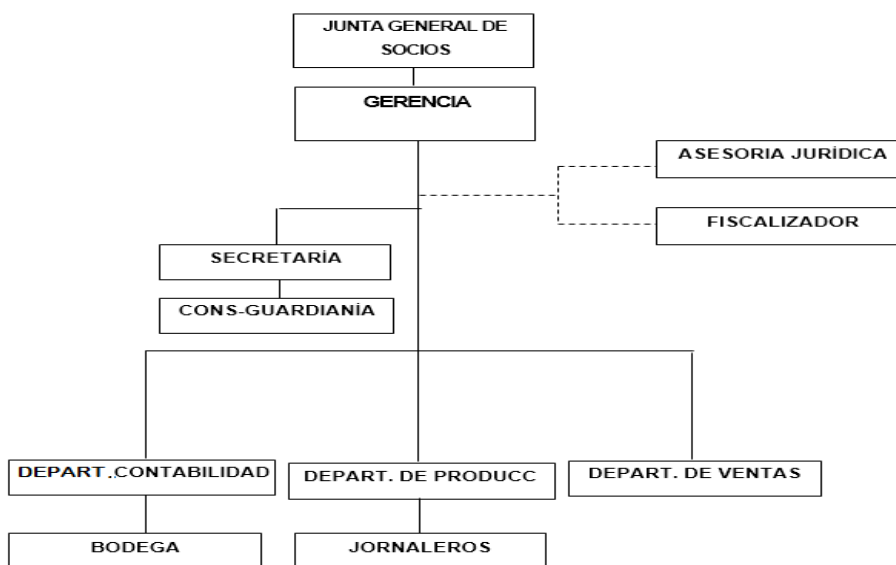 JUNTA GENERAL DE
SOCIOS
GERENCIA
ASESORIA JURÍDICA
FISCALIZADOR
SECRETARÍA
CONS-GUARDIANÍA
DEPART.CONTABILIDAD
DEPART. DE PRODUCC
DEPART. DE VENTAS
BODEGA
JORNALEROS